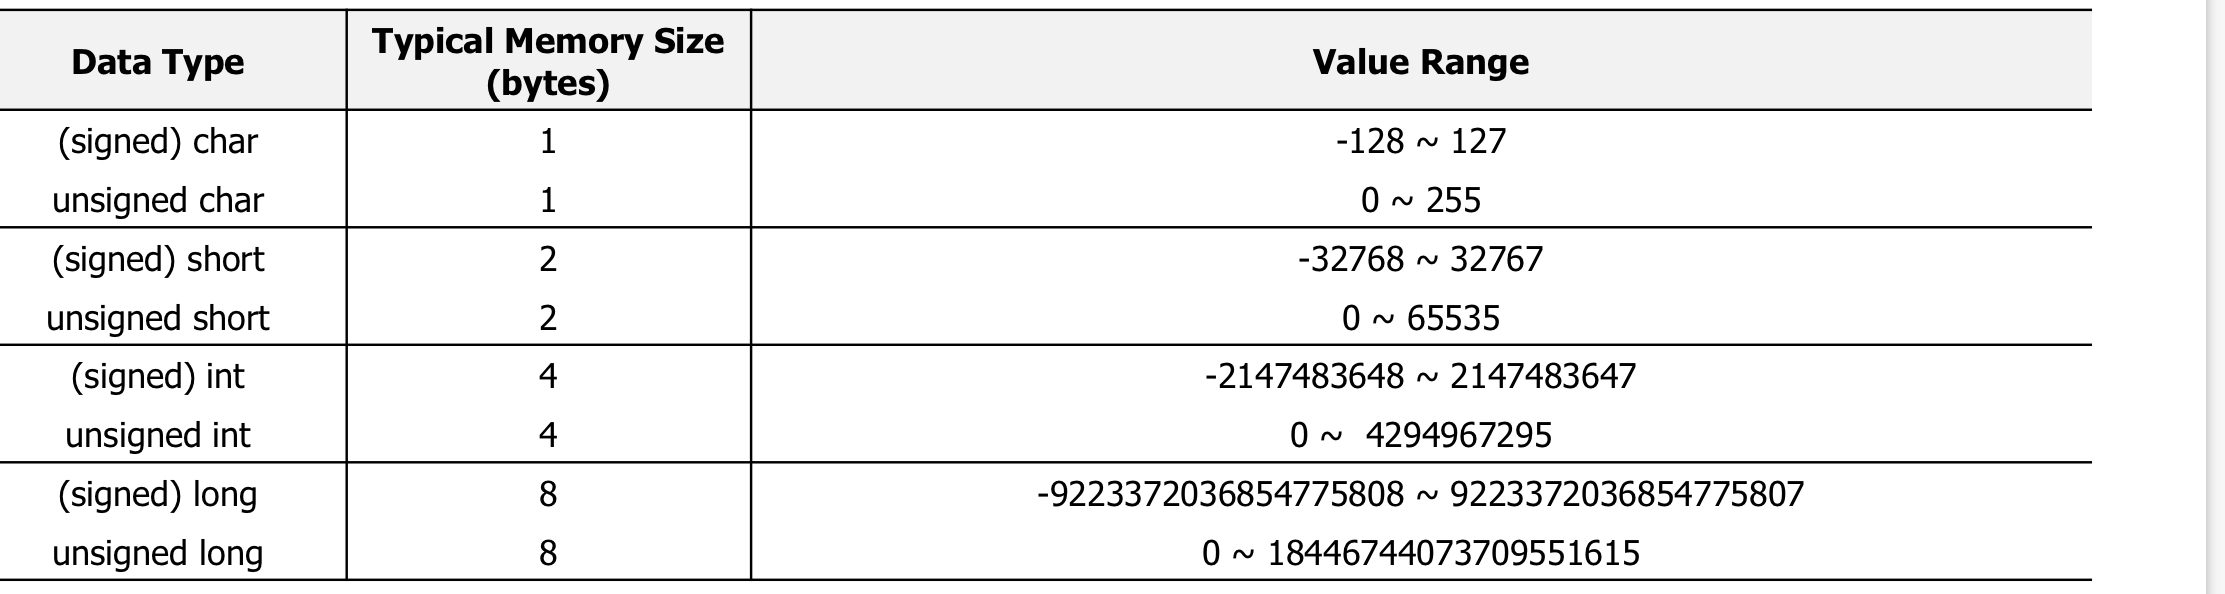 Data Type Typical Memory Size (bytes) Value Range
(signed) char 1 -128 ~ 127
unsigned char 1 0 ~ 255
(signed) short 2 -32768 ~ 32767
unsigned short 2 0 ~ 65535
(signed) int 4 -2147483648 ~ 2147483647
unsigned int 4 0 ~ 4294967295
(signed) long 8 -9223372036854775808 ~ 9223372036854775807
unsigned long 8 0 ~ 18446744073709551615